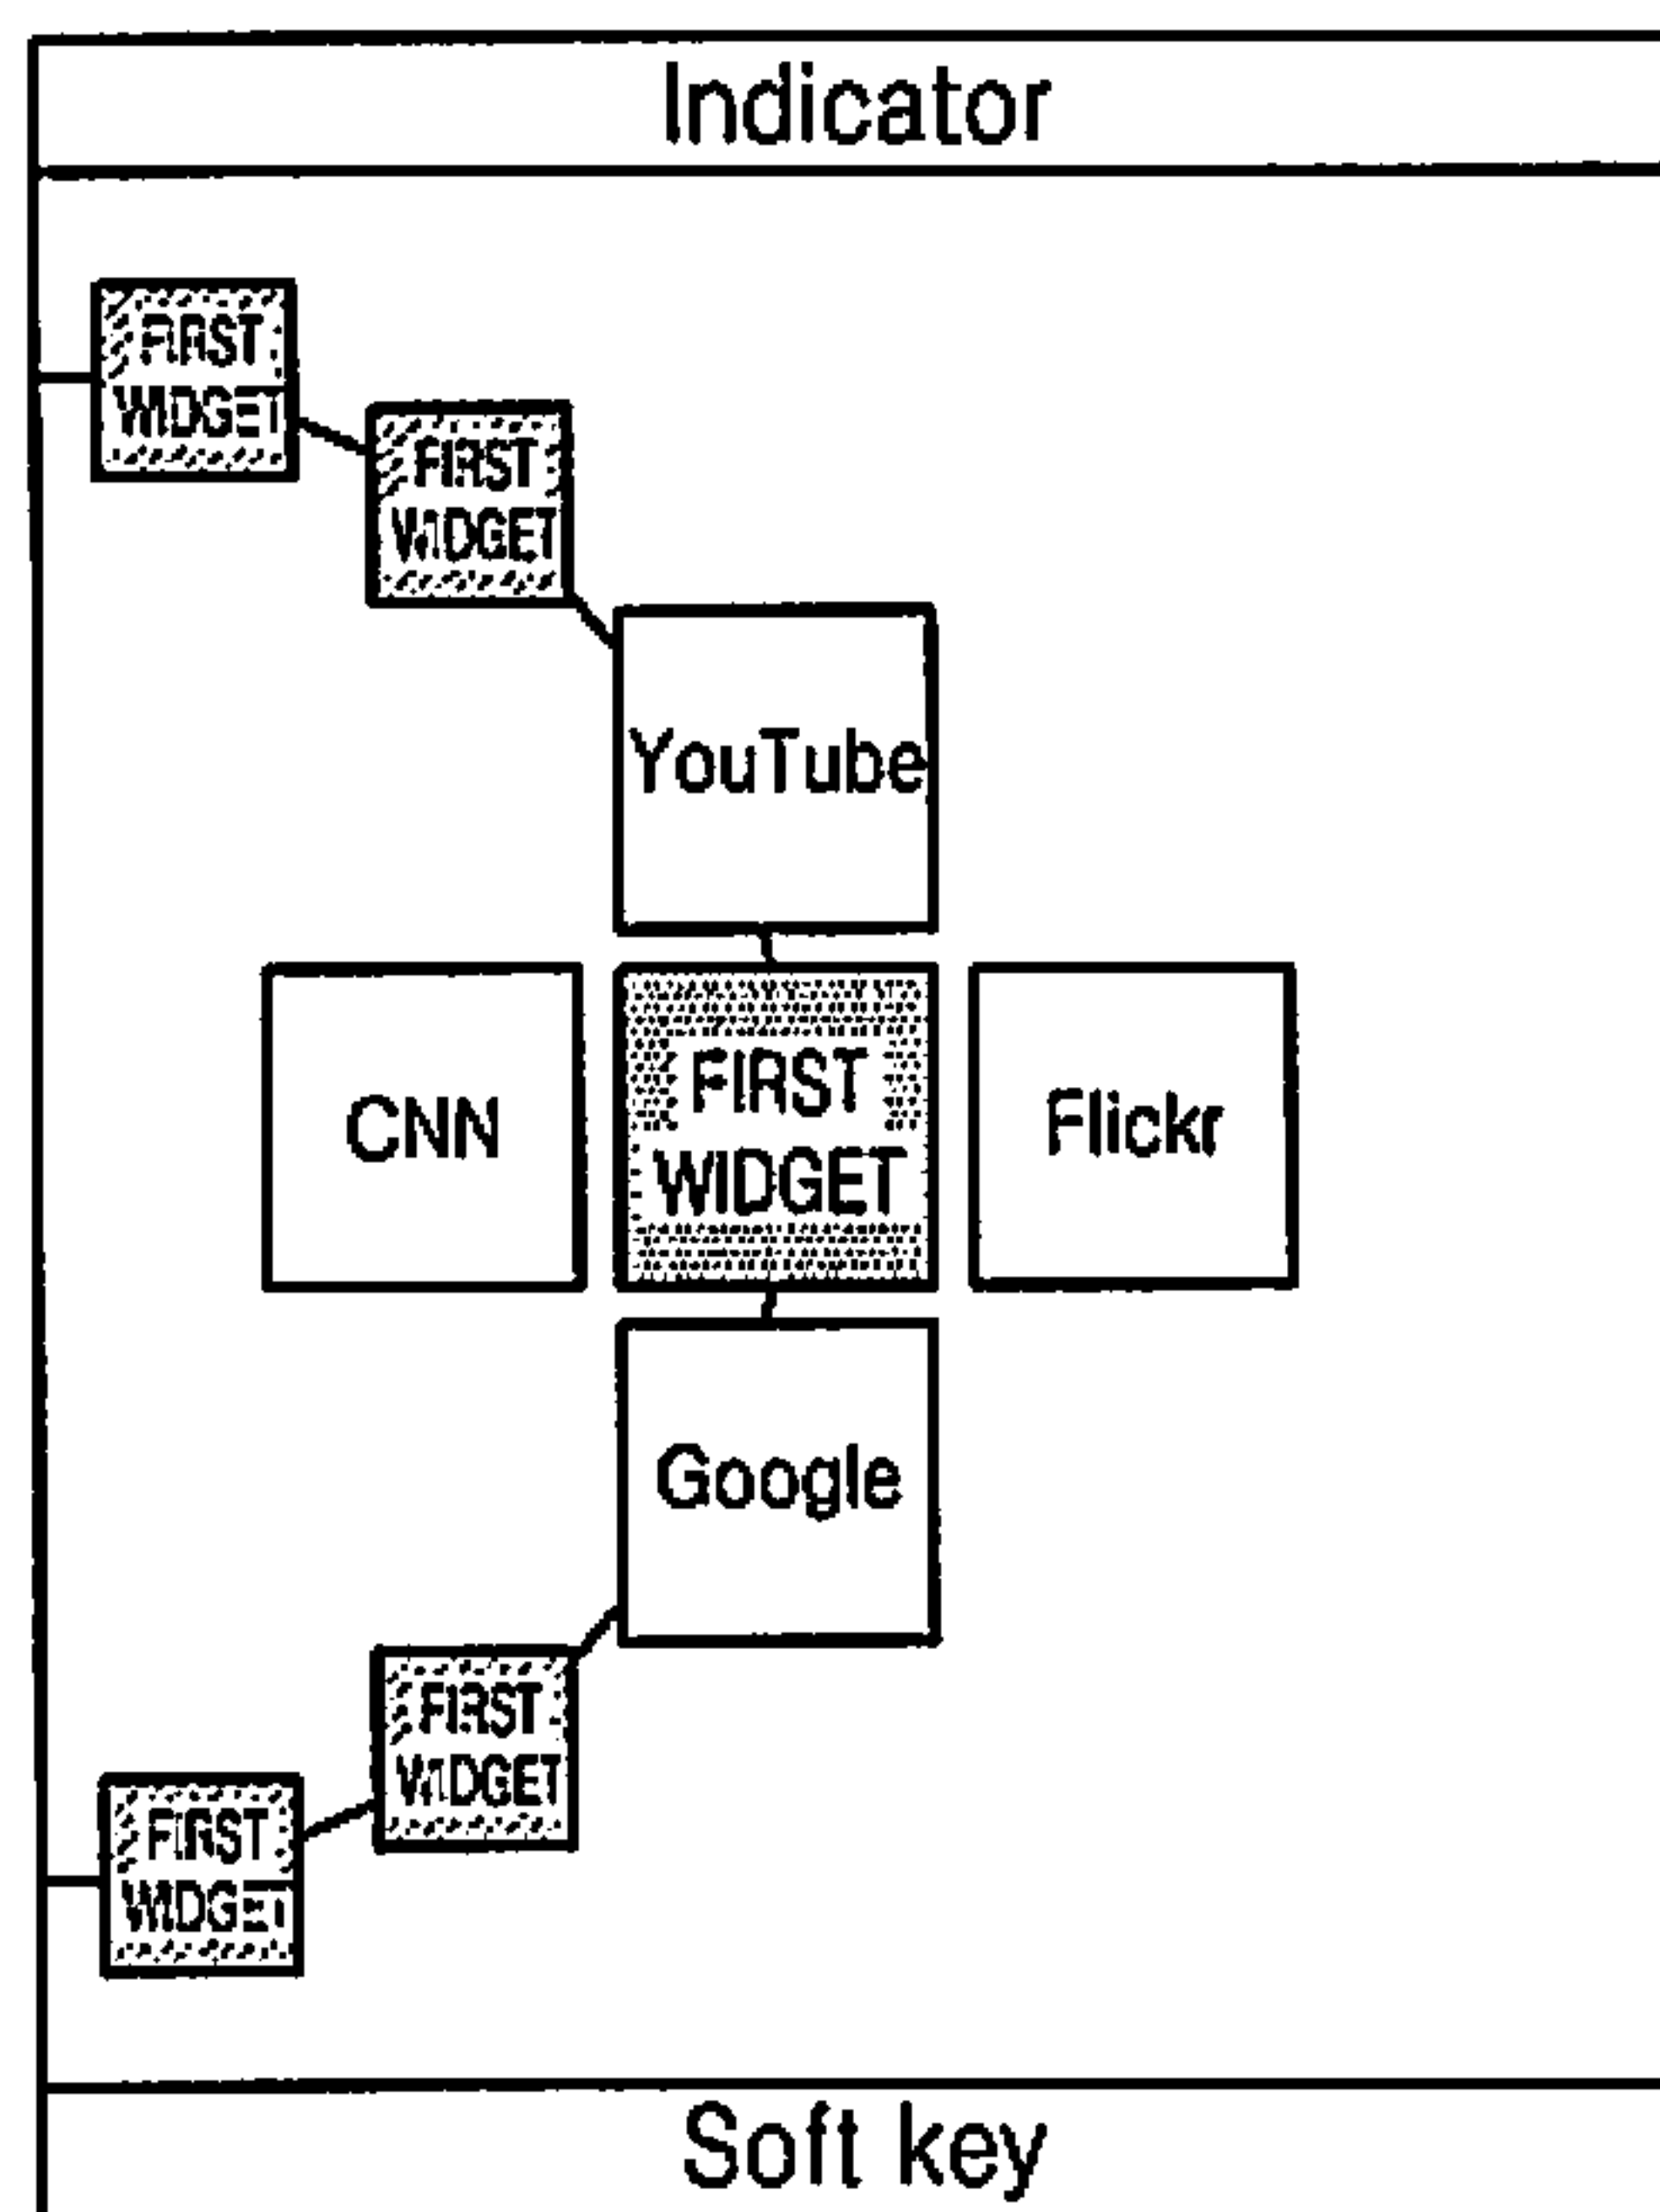 Indicator
FIRST
WIDGET
FIRST
WIDGET
YouTube
CNN
FIRST
WIDGET
Flickr
Google
FIRST
WIDGET
FIRST
WIDGET
Soft key